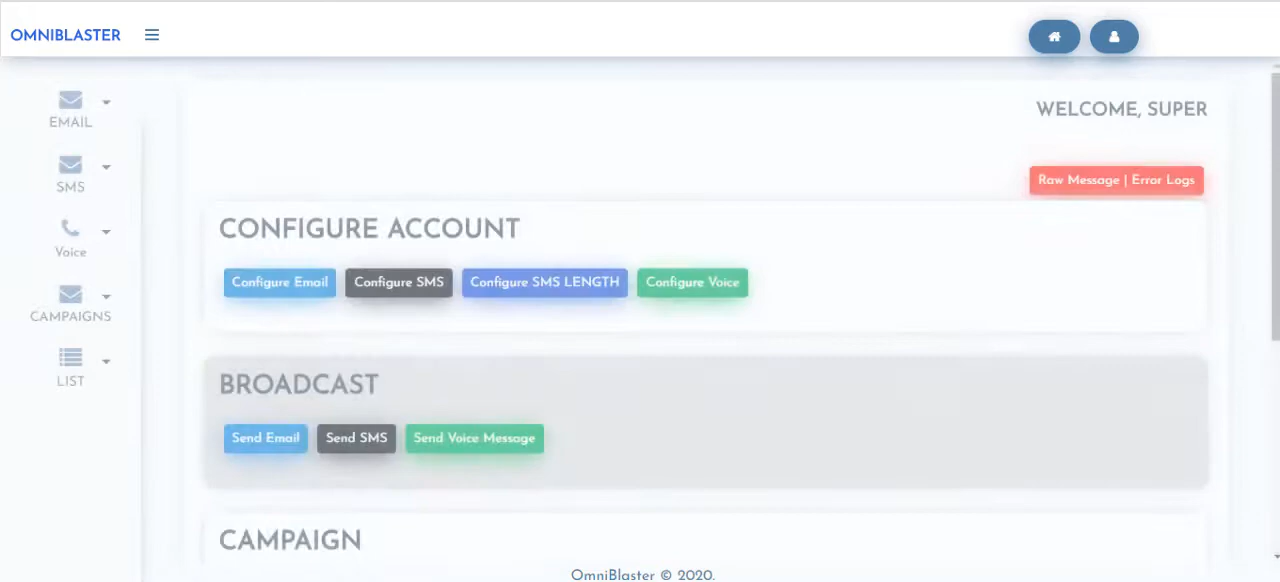 OMNIBLASTER
EMAIL
SMS
Voice
CAMPAIGNS
LIST
WELCOME, SUPER
Raw Message | Error Logs
CONFIGURE ACCOUNT
Configure Email Configure SMS Configure SMS LENGTH Configure Voice
BROADCAST
Send Email Send SMS Send Voice Message
CAMPAIGN
OmniBlaster © 2020.